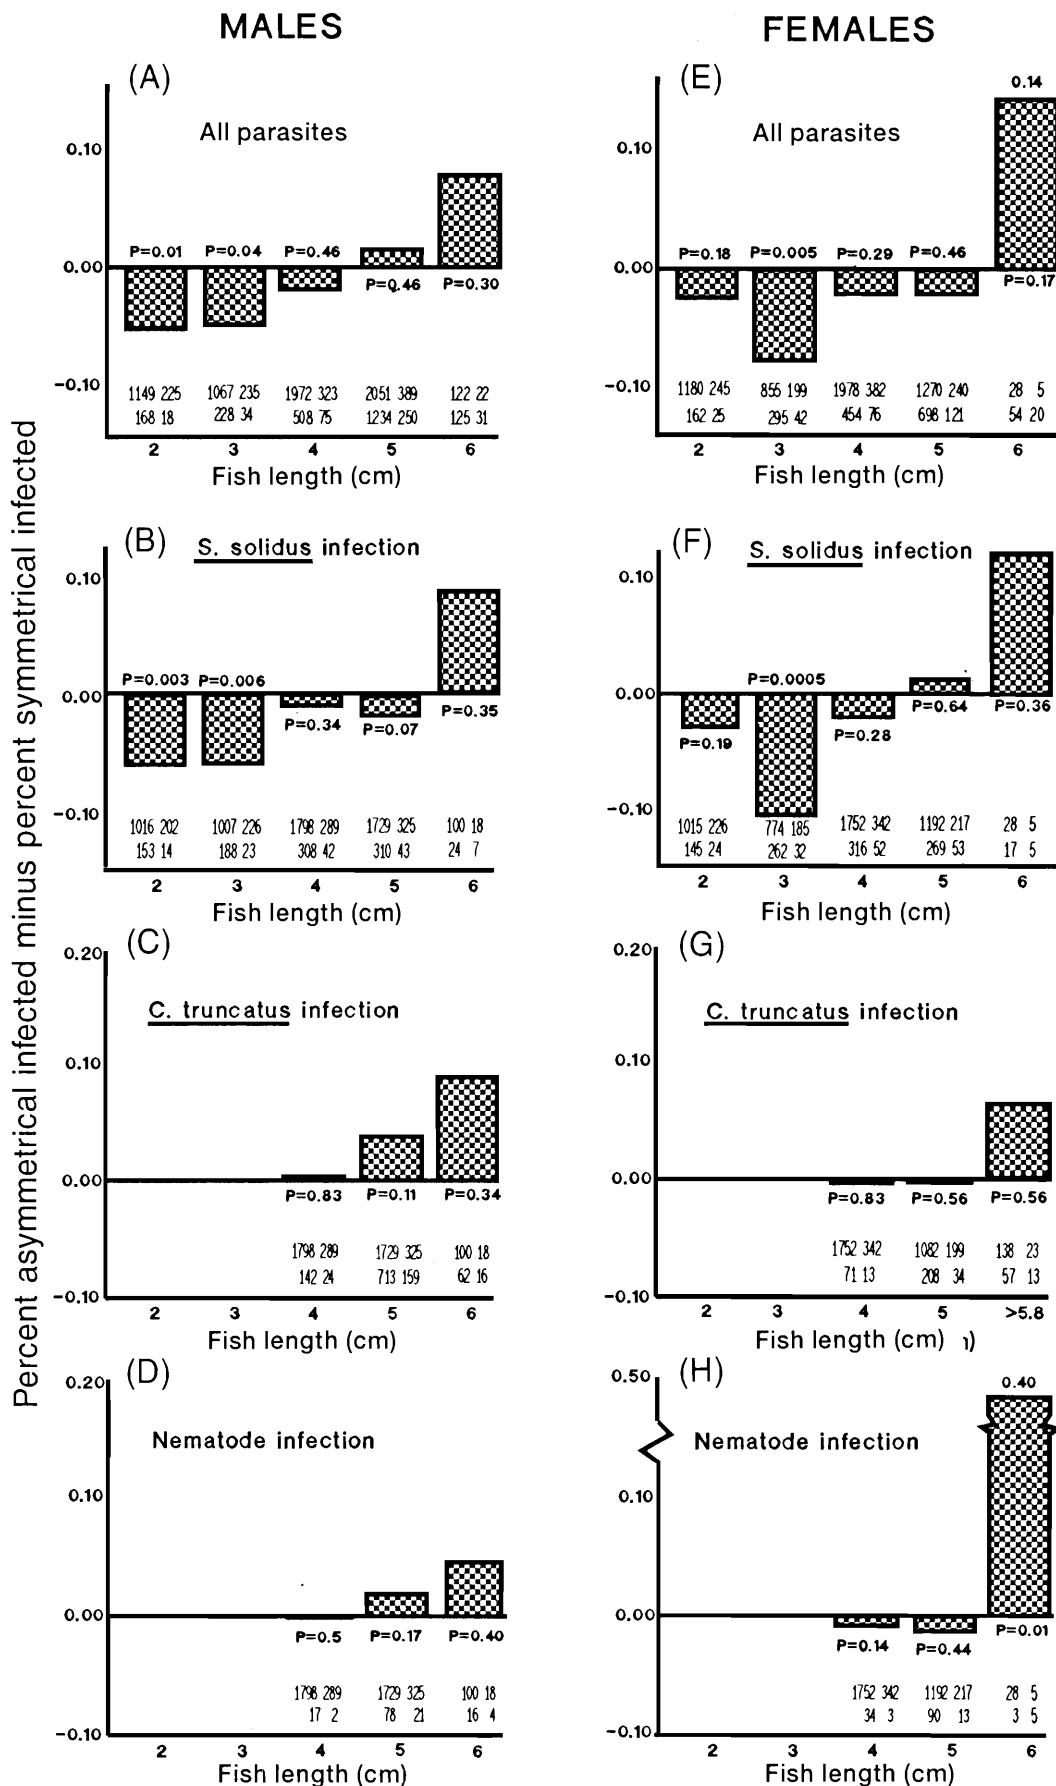 MALES
FEMALES
Percent asymmetrical infected minus percent symmetrical infected
(A)
All parasites
0.10
0.00
-0.10
P=0.01 P=0.04 P=0.46
P=0.46 P=0.30
1149 225 1067 235 1972 323 2051 389 122 22
168 18 228 34 508 75 1234 250 125 31
2 3 4 5 6
Fish length (cm)
(B)
S. solidus infection
0.10
0.00
-0.10
P=0.003 P=0.006
P=0.34 P=0.07 P=0.35
1016 202 1007 226 1798 289 1729 325 100 18
153 14 188 23 308 42 310 43 24 7
2 3 4 5 6
Fish length (cm)
(C)
C. truncatus infection
0.20
0.10
0.00
-0.10
P=0.83 P=0.11 P=0.34
1798 289 1729 325 100 18
142 24 713 159 62 16
2 3 4 5 6
Fish length (cm)
(D)
Nematode infection
0.20
0.10
0.00
-0.10
P=0.5 P=0.17 P=0.40
1798 289 1729 325 100 18
17 2 78 21 16 4
2 3 4 5 6
Fish length (cm)
(E)
0.14
All parasites
0.10
0.00
-0.10
P=0.18 P=0.005 P=0.29 P=0.46
P=0.17
1180 245 856 199 1978 382 1270 240 28 5
162 25 295 42 454 76 698 121 54 20
2 3 4 5 6
Fish length (cm)
(F)
S. solidus infection
0.10
0.00
-0.10
P=0.0005
P=0.19 P=0.28 P=0.64 P=0.36
1015 226 774 185 1752 342 1192 217 28 5
145 24 262 32 316 52 269 53 17 5
2 3 4 5 6
Fish length (cm)
(G)
C. truncatus infection
0.20
0.10
0.00
-0.10
P=0.83 P=0.56 P=0.56
1752 342 1082 199 138 23
71 13 208 34 57 13
2 3 4 5 >5.8
Fish length (cm) )
(H)
0.40
Nematode infection
0.50
0.10
0.00
-0.10
P=0.14 P=0.44 P=0.01
1752 342 1192 217 28 5
34 3 90 13 3 5
2 3 4 5 6
Fish length (cm)